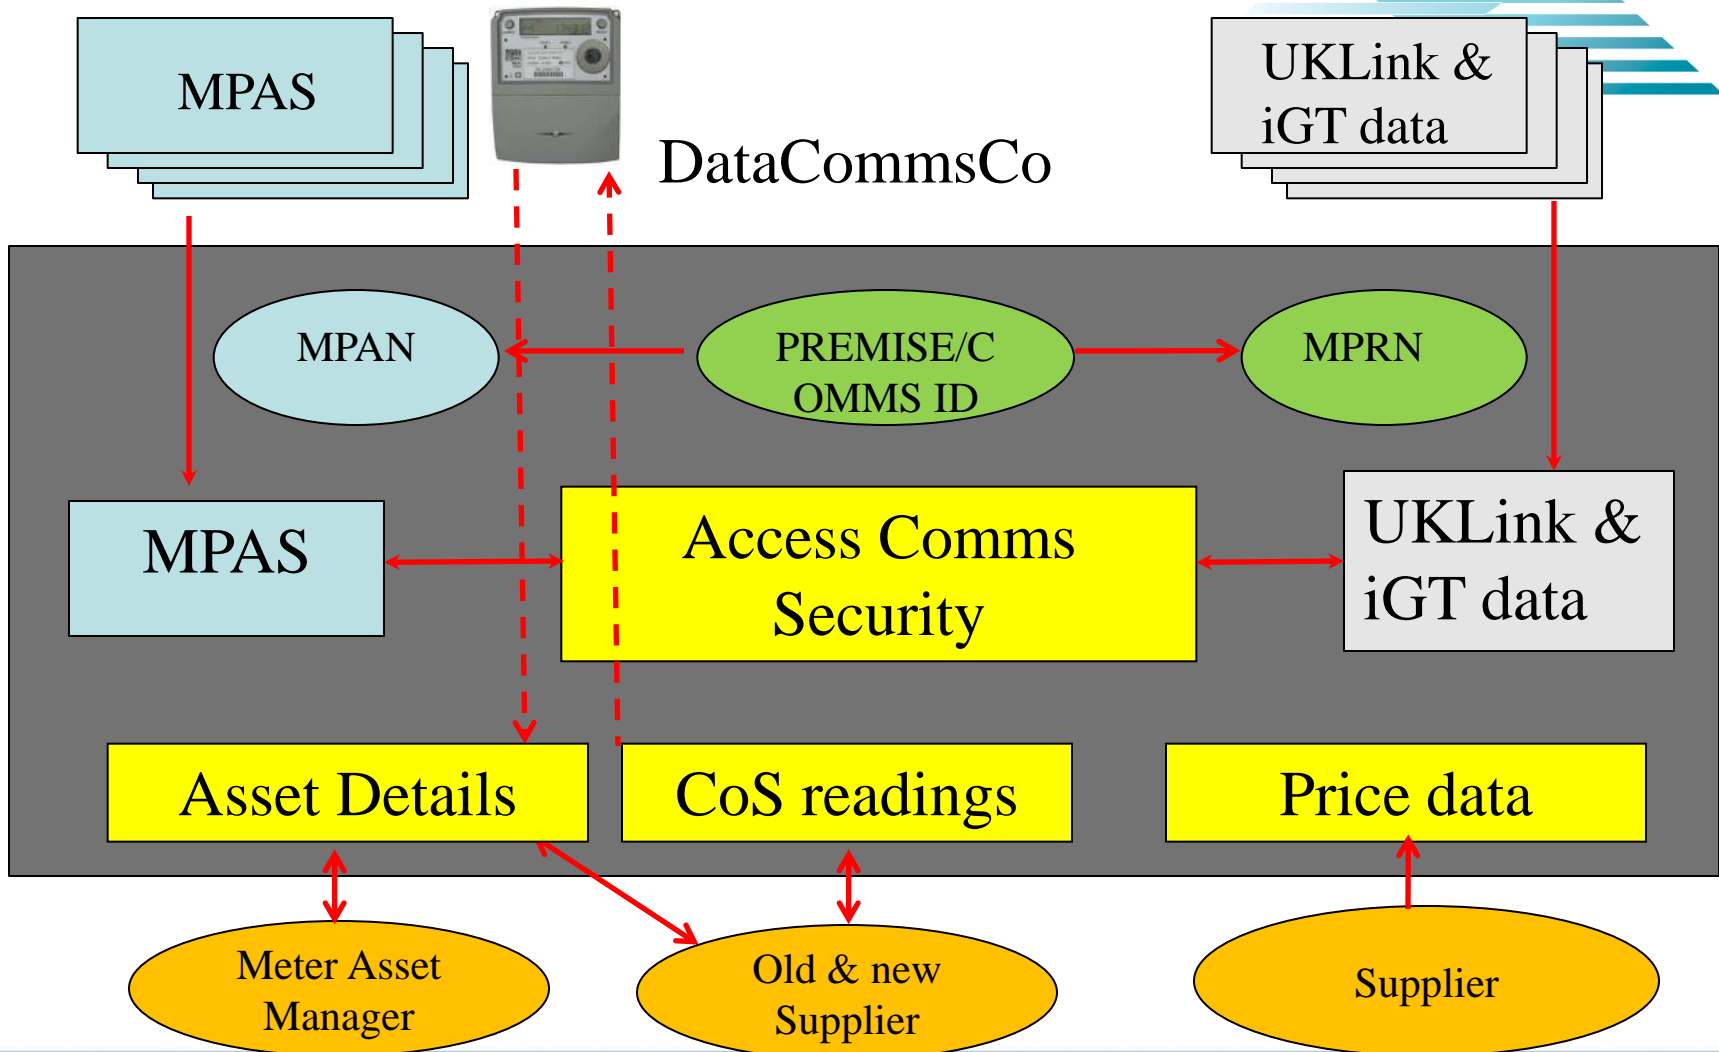 MPAS
UKLink &
iGT data
DataCommsCo
MPAN
PREMISE/C
OMMS ID
MPRN
MPAS
Access Comms
Security
UKLink &
iGT data
Asset Details
CoS readings
Price data
Meter Asset
Manager
Old & new
Supplier
Supplier